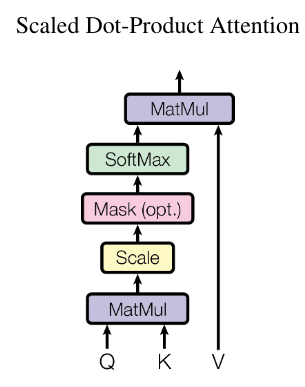 Scaled Dot-Product Attention
MatMul
SoftMax
Mask (opt.)
Scale
MatMul
Q K V